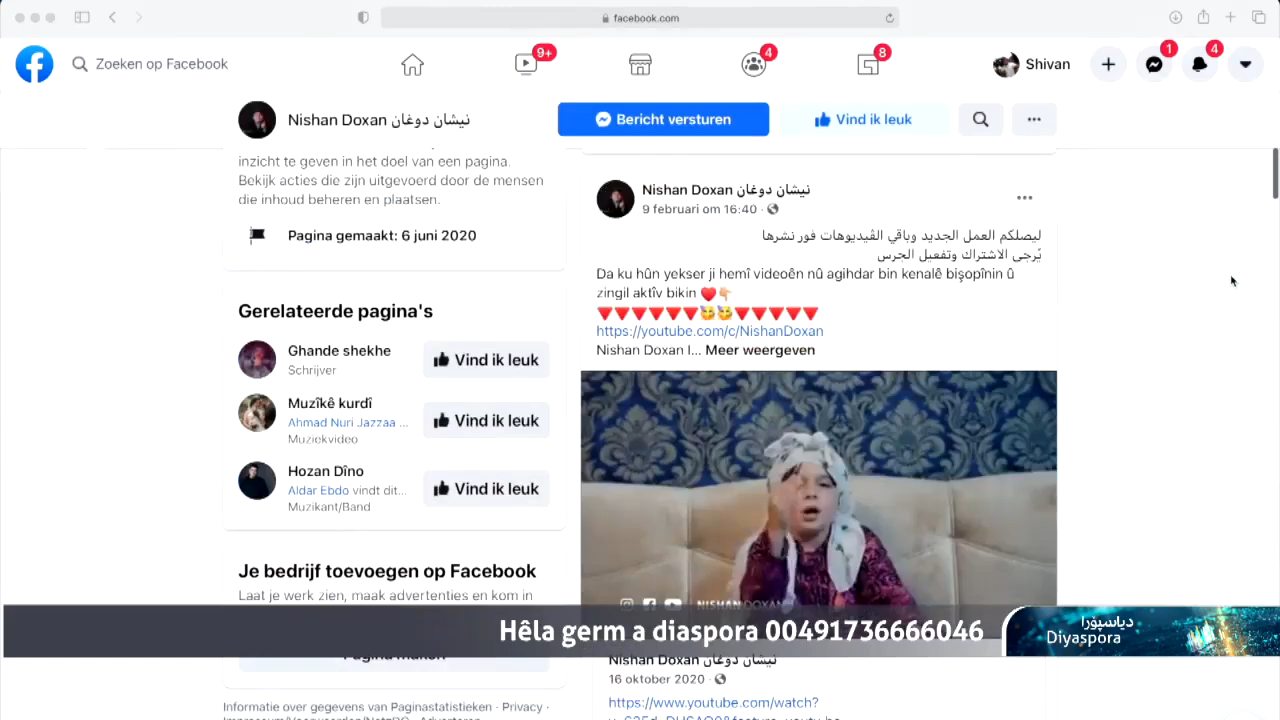 facebook.com
Zoeken op Facebook
9+
4
8
Shivan
1
4
Nishan Doxan نيشان دوغان
Bericht versturen
Vind ik leuk
inzicht te geven in het doel van een pagina.
Bekijk acties die zijn uitgevoerd door de mensen
die inhoud beheren en plaatsen.
Pagina gemaakt: 6 juni 2020
Gerelateerde pagina's
Ghande shekhe
Schrijver
Vind ik leuk
Muzîkê kurdî
Ahmad Nuri Jazzaa ...
Muziekvideo
Vind ik leuk
Hozan Dîno
Aldar Ebdo vindt dit...
Muzikant/Band
Vind ik leuk
Je bedrijf toevoegen op Facebook
Laat je werk zien, maak advertenties en kom in
Informatie over gegevens van Paginastatistieken · Privacy ·
Nishan Doxan نيشان دوغان
9 februari om 16:40
ليصلكم العمل الجديد وباقي الڤيديوهات فور نشرها
يُرجى الاشتراك وتفعيل الجرس
Da ku hûn yekser ji hemî videoên nû agihdar bin kenalê bişopînin û
zingil aktîv bikin ♥️👇🏼
🔻🔻🔻🔻🔻🔻🥰🥰🔻🔻🔻🔻🔻
https://youtube.com/c/NishanDoxan
Nishan Doxan I... Meer weergeven
NISHAN DOXAN
Hêla germ a diaspora 00491736666046
دیاسپۆرا
Diyaspora
Nishan Doxan نيشان دوغان
16 oktober 2020
https://www.youtube.com/watch?